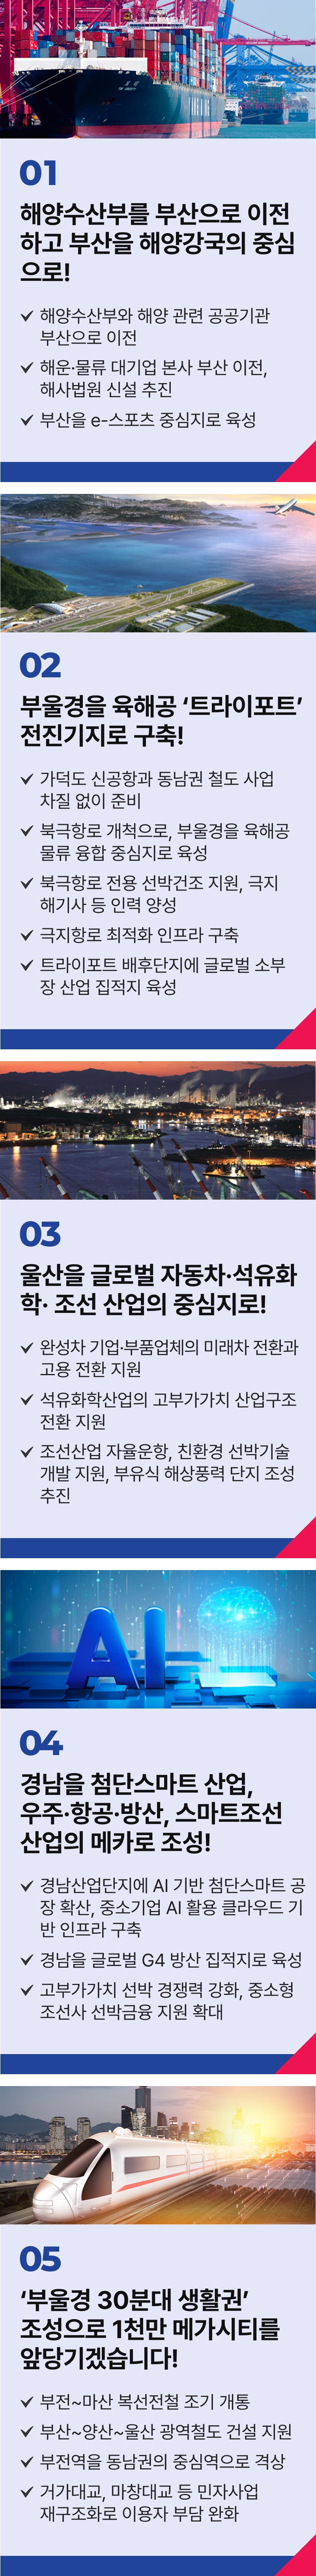 01
해양수산부를 부산으로 이전
하고 부산을 해양강국의 중심
으로!
해양수산부와 해양 관련 공공기관
부산으로 이전
해운·물류 대기업 본사 부산 이전,
해사법원 신설 추진
부산을 e-스포츠 중심지로 육성
02
부울경을 육해공 ‘트라이포트’
전진기지로 구축!
가덕도 신공항과 동남권 철도 사업
차질 없이 준비
북극항로 개척으로, 부울경을 육해공
물류 융합 중심지로 육성
북극항로 전용 선박건조 지원, 극지
해기사 등 인력 양성
극지항로 최적화 인프라 구축
트라이포트 배후단지에 글로벌 소부
장 산업 집적지 육성
03
울산을 글로벌 자동차·석유화
학· 조선 산업의 중심지로!
완성차 기업·부품업체의 미래차 전환과
고용 전환 지원
석유화학산업의 고부가가치 산업구조
전환 지원
조선산업 자율운항, 친환경 선박기술
개발 지원, 부유식 해상풍력 단지 조성
추진
AI
04
경남을 첨단스마트 산업,
우주·항공·방산, 스마트조선
산업의 메카로 조성!
경남산업단지에 AI 기반 첨단스마트 공
장 확산, 중소기업 AI 활용 클라우드 기
반 인프라 구축
경남을 글로벌 G4 방산 집적지로 육성
고부가가치 선박 경쟁력 강화, 중소형
조선사 선박금융 지원 확대
05
‘부울경 30분대 생활권’
조성으로 1천만 메가시티를
앞당기겠습니다!
부전~마산 복선전철 조기 개통
부산~양산~울산 광역철도 건설 지원
부전역을 동남권의 중심역으로 격상
거가대교, 마창대교 등 민자사업
재구조화로 이용자 부담 완화